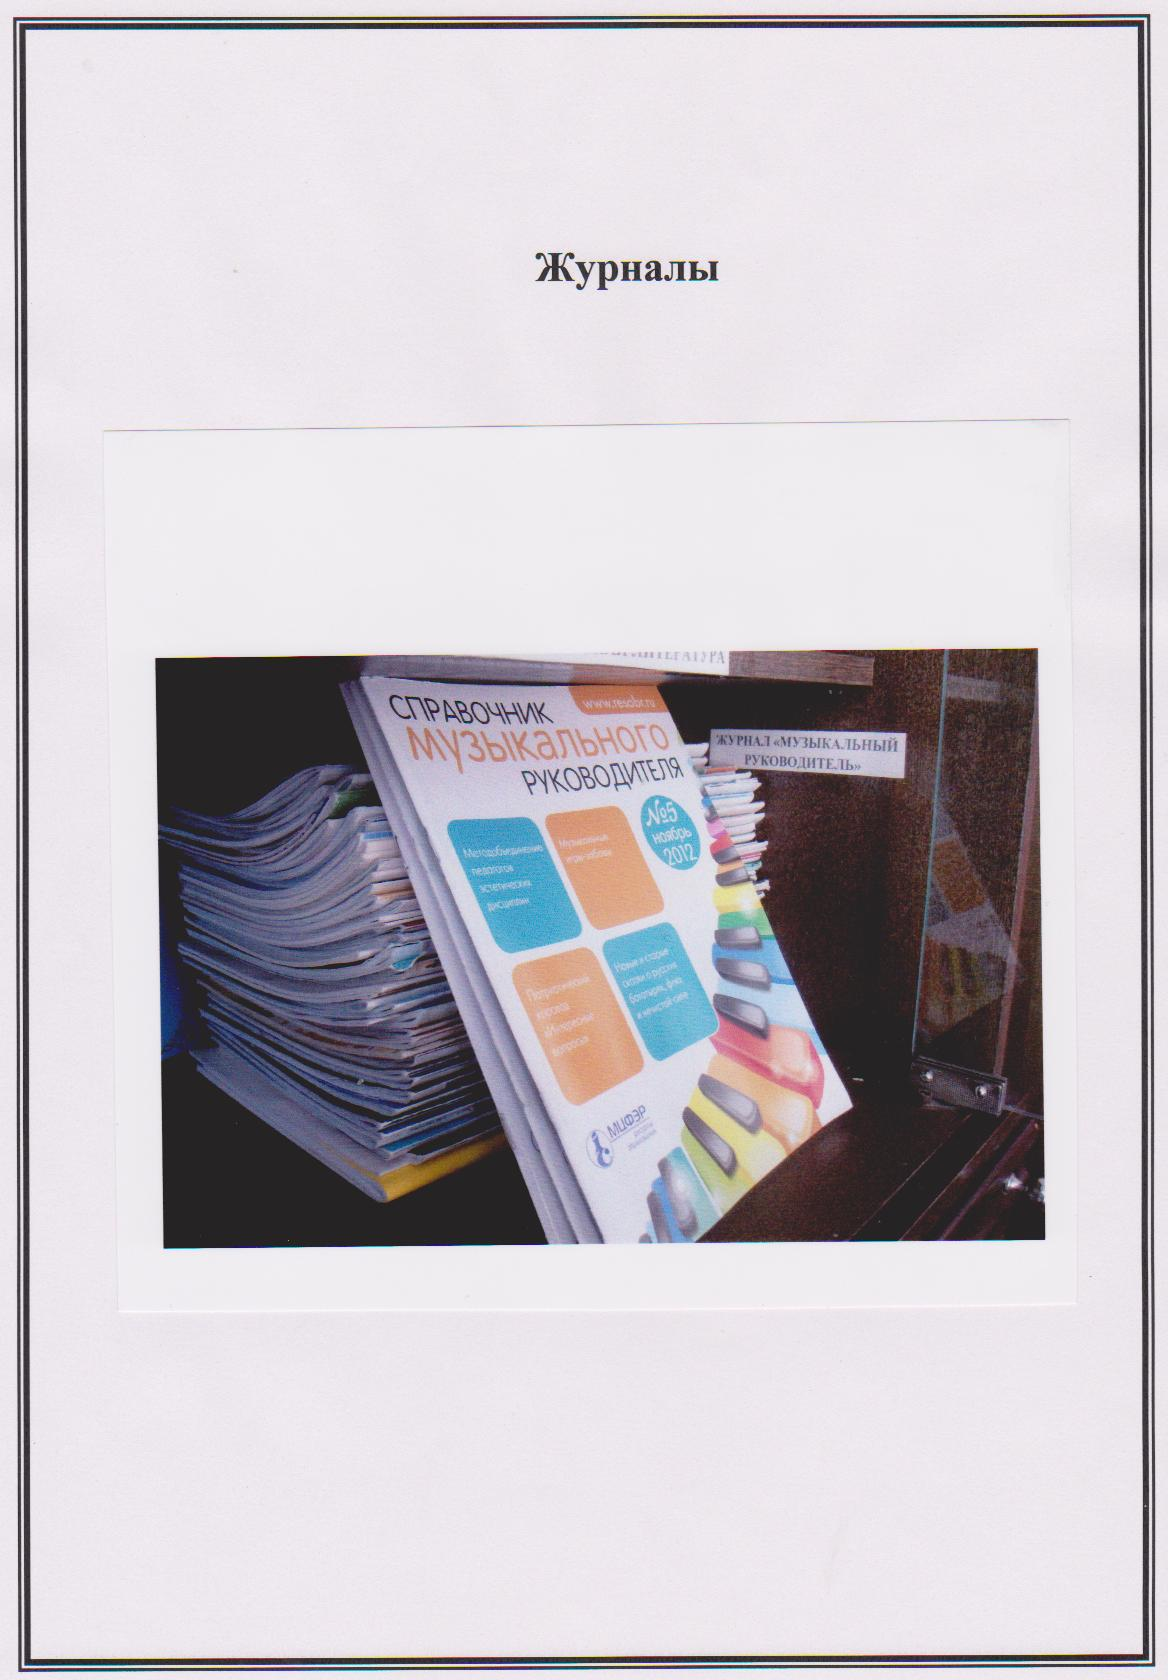 Журналы
ЛИТЕРАТУРА
www.resobr.ru
СПРАВОЧНИК
музыкального
РУКОВОДИТЕЛЯ
ЖУРНАЛ «МУЗЫКАЛЬНЫЙ
РУКОВОДИТЕЛЬ»
№5
ноябрь
2012
Методобъединение
педагогов
эстетических
дисциплин
Музыкальные
игры-забавы
Патриотический
хоровод
«Интересные
вопросы»
Новые и старые
сказки о русских
богатырях,
и нечистой силе
МЦФЭР